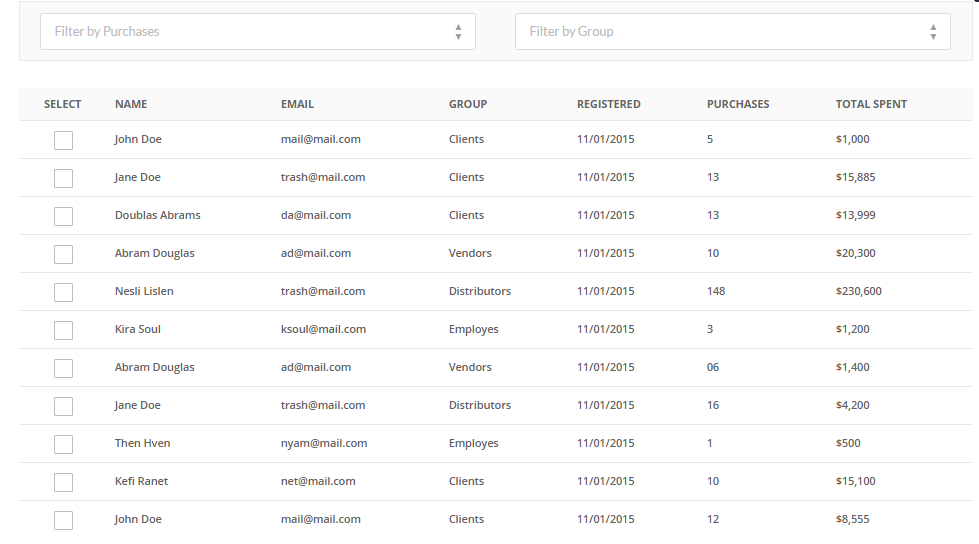 Filter by Purchases Filter by Group
SELECT NAME EMAIL GROUP REGISTERED PURCHASES TOTAL SPENT
John Doe mail@mail.com Clients 11/01/2015 5 $1,000
Jane Doe trash@mail.com Clients 11/01/2015 13 $15,885
Doublas Abrams da@mail.com Clients 11/01/2015 13 $13,999
Abram Douglas ad@mail.com Vendors 11/01/2015 10 $20,300
Nesli Lislen trash@mail.com Distributors 11/01/2015 148 $230,600
Kira Soul ksoul@mail.com Employes 11/01/2015 3 $1,200
Abram Douglas ad@mail.com Vendors 11/01/2015 06 $1,400
Jane Doe trash@mail.com Distributors 11/01/2015 16 $4,200
Then Hven nyam@mail.com Employes 11/01/2015 1 $500
Kefi Ranet net@mail.com Clients 11/01/2015 10 $15,100
John Doe mail@mail.com Clients 11/01/2015 12 $8,555